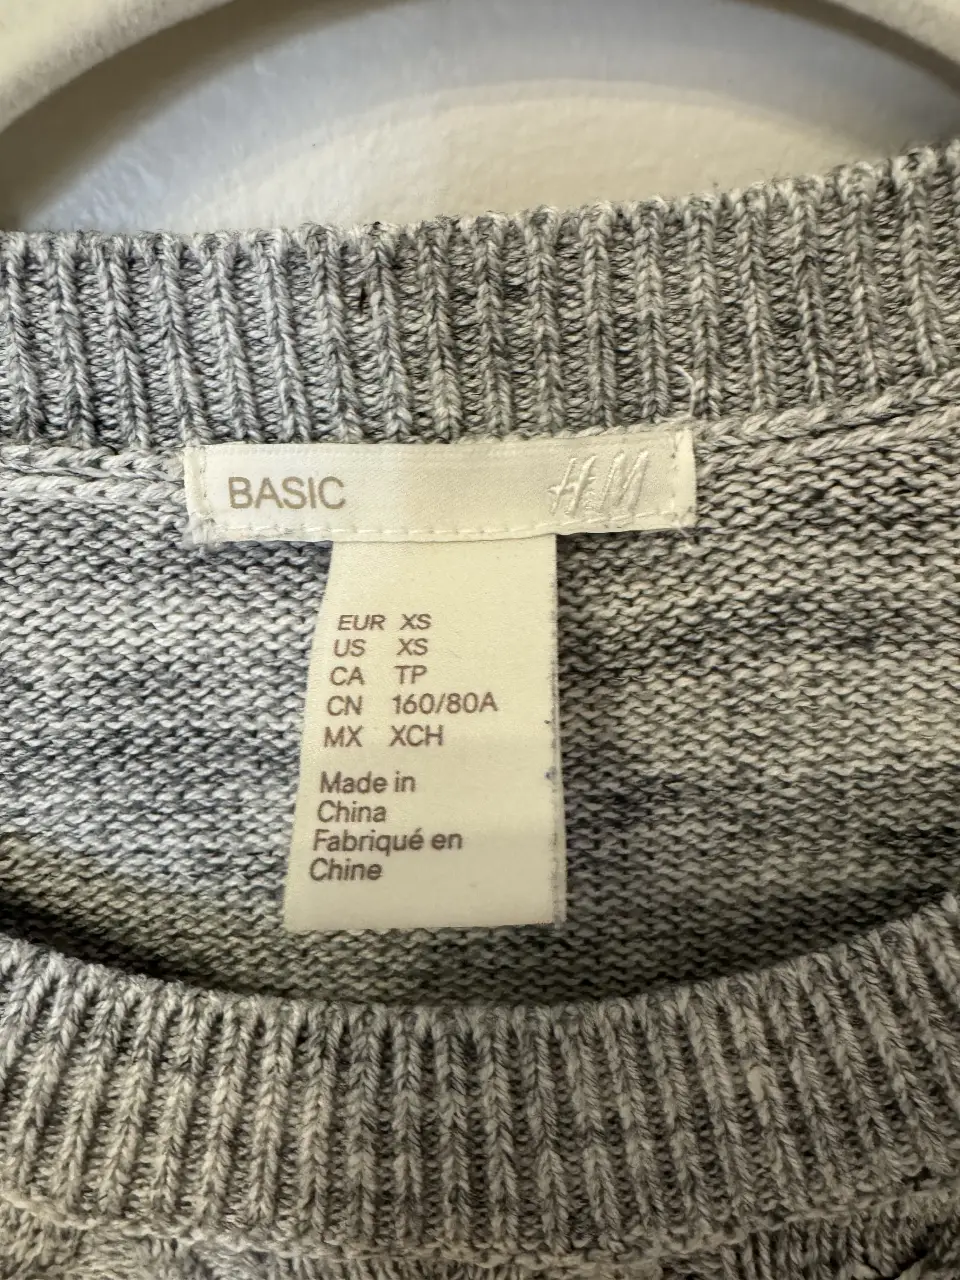 BASIC H&M
EUR XS
US XS
CA TP
CN 160/80A
MX XCH
Made in
China
Fabriqué en
Chine